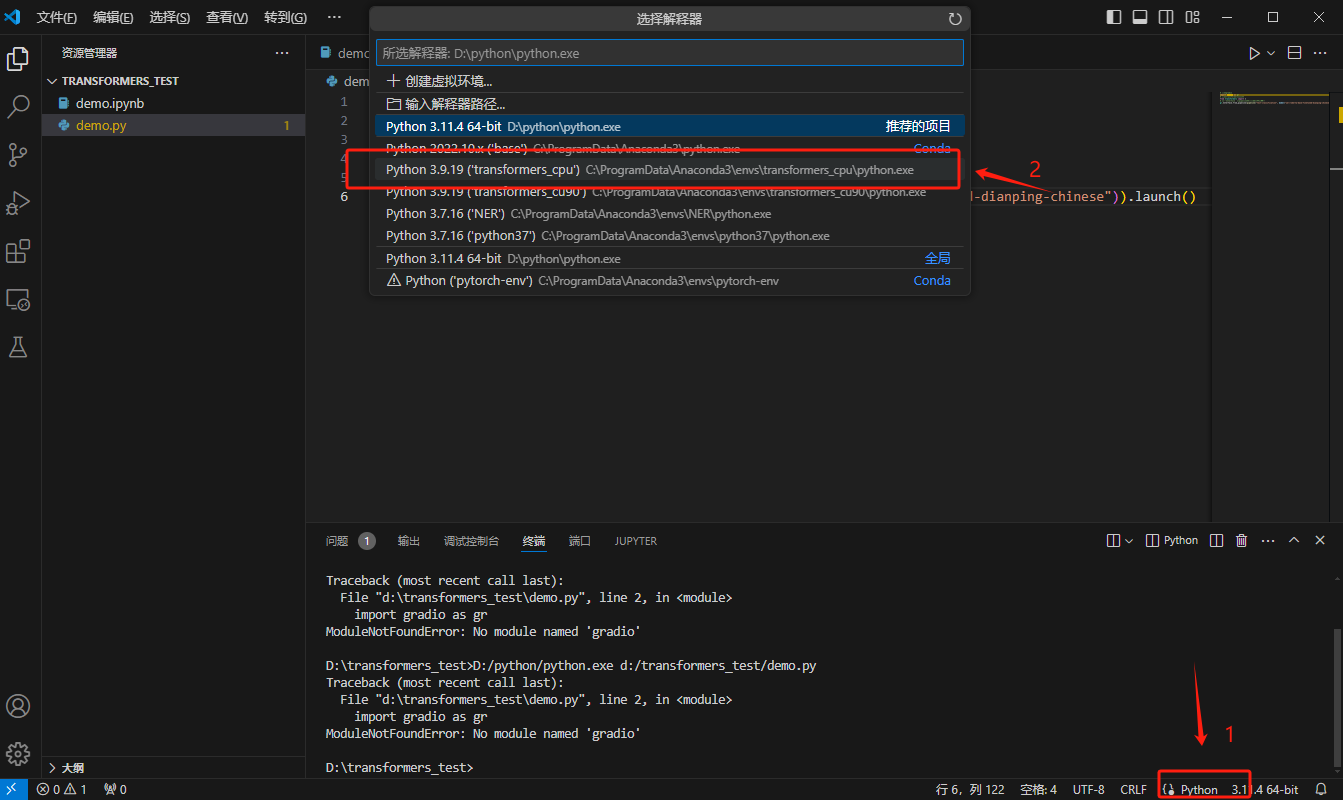 文件(F) 编辑(E) 选择(S) 查看(V) 转到(G) ···
选择解释器
资源管理器
TRANSFORMERS_TEST
demo.ipynb
demo.py 1
大纲
demo
dem
所选解释器: D:\python\python.exe
创建虚拟环境...
输入解释器路径...
Python 3.11.4 64-bit D:\python\python.exe 推荐的项目
Python 2022.10.x ('base') C:\ProgramData\Anaconda3\python.exe Conda
Python 3.9.19 ('transformers_cpu') C:\ProgramData\Anaconda3\envs\transformers_cpu\python.exe
2
Python 3.9.19 ('transformers_cu90') C:\ProgramData\Anaconda3\envs\transformers_cu90\python.exe
Python 3.7.16 ('NER') C:\ProgramData\Anaconda3\envs\NER\python.exe
Python 3.7.16 ('python37') C:\ProgramData\Anaconda3\envs\python37\python.exe
Python 3.11.4 64-bit D:\python\python.exe 全局
Python ('pytorch-env') C:\ProgramData\Anaconda3\envs\pytorch-env Conda
1
2
3
4
5
6 d-dianping-chinese")).launch()
问题 1 输出 调试控制台 终端 端口 JUPYTER
Python
Traceback (most recent call last):
File "d:\transformers_test\demo.py", line 2, in <module>
import gradio as gr
ModuleNotFoundError: No module named 'gradio'
D:\transformers_test>D:/python/python.exe d:/transformers_test/demo.py
Traceback (most recent call last):
File "d:\transformers_test\demo.py", line 2, in <module>
import gradio as gr
ModuleNotFoundError: No module named 'gradio'
D:\transformers_test>
1
0 1 0
行 6，列 122 空格: 4 UTF-8 CRLF Python 3.11.4 64-bit